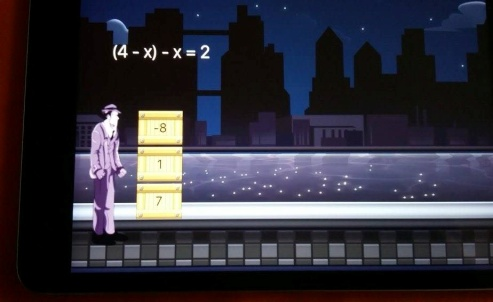 (4 - x) - x = 2
-8
1
7